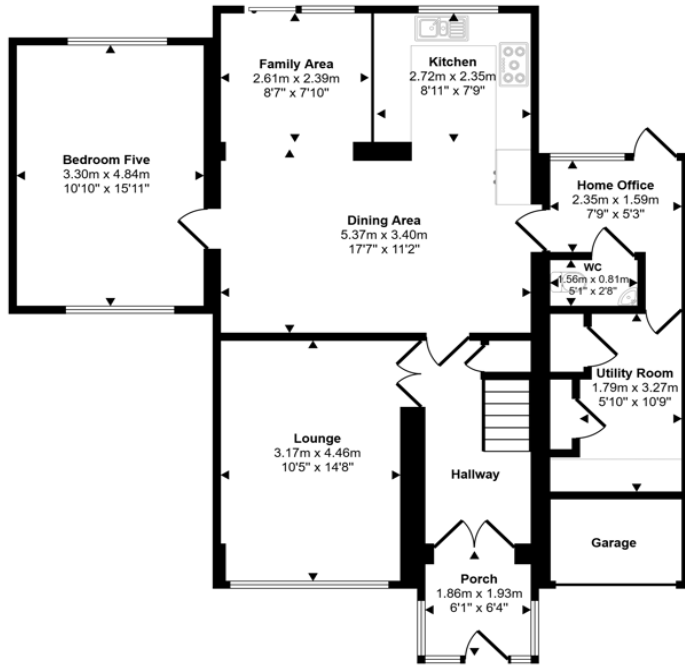 Family Area
2.61m x 2.39m
8'7" x 7'10"
Kitchen
2.72m x 2.35m
8'11" x 7'9"
Bedroom Five
3.30m x 4.84m
10'10" x 15'11"
Home Office
2.35m x 1.59m
7'9" x 5'3"
Dining Area
5.37m x 3.40m
17'7" x 11'2"
WC
1.56m x 0.81m
5'1" x 2'8"
Utility Room
1.79m x 3.27m
5'10" x 10'9"
Lounge
3.17m x 4.46m
10'5" x 14'8"
Hallway
Garage
Porch
1.86m x 1.93m
6'1" x 6'4"